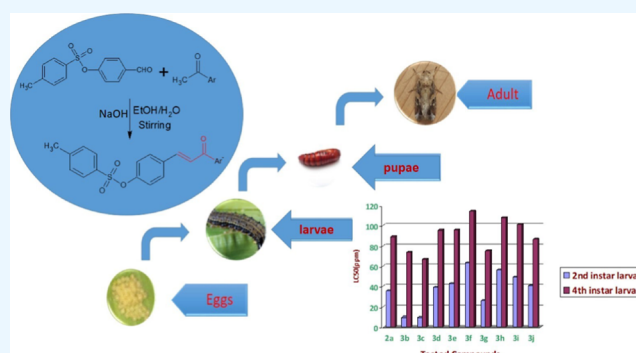 O
O
S
O
CHO
+
O
H₃C
Ar
H₃C
NaOH
EtOH/H₂O
Stirring
CH₃
O
Ar
O
S
O
O
Adult
pupae
larvae
Eggs
LC50(ppm)
120
100
80
60
40
20
0
2a 3b 3c 3d 3e 3f 3g 3h 3i 3j
2nd instar larva
4th instar larva